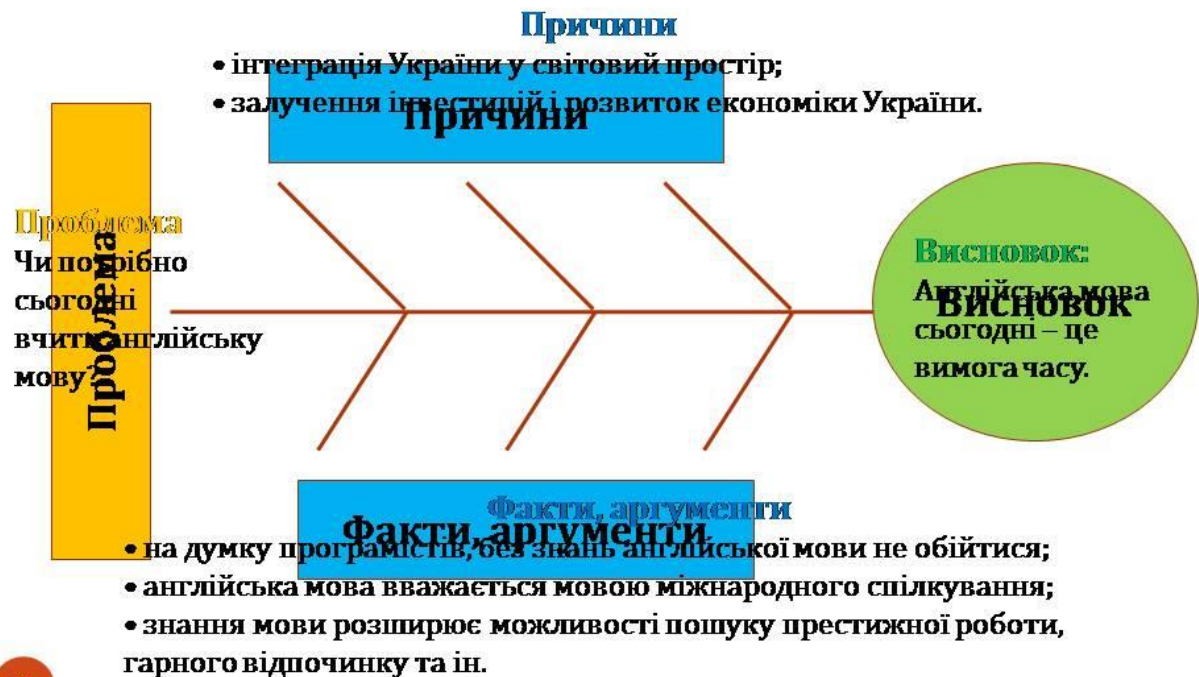 Причини
• інтеграція України у світовий простір;
• залучення інвестицій і розвиток економіки України.
Причини
Проблема
Чи потрібно
сьогодні
вчити англійську
мову?
Проблема
Висновок:
Англійська мова
сьогодні – це
вимога часу.
Висновок
Факти, аргументи
Факти, аргументи
• на думку програмістів, без знань англійської мови не обійтися;
• англійська мова вважається мовою міжнародного спілкування;
• знання мови розширює можливості пошуку престижної роботи,
гарного відпочинку та ін.